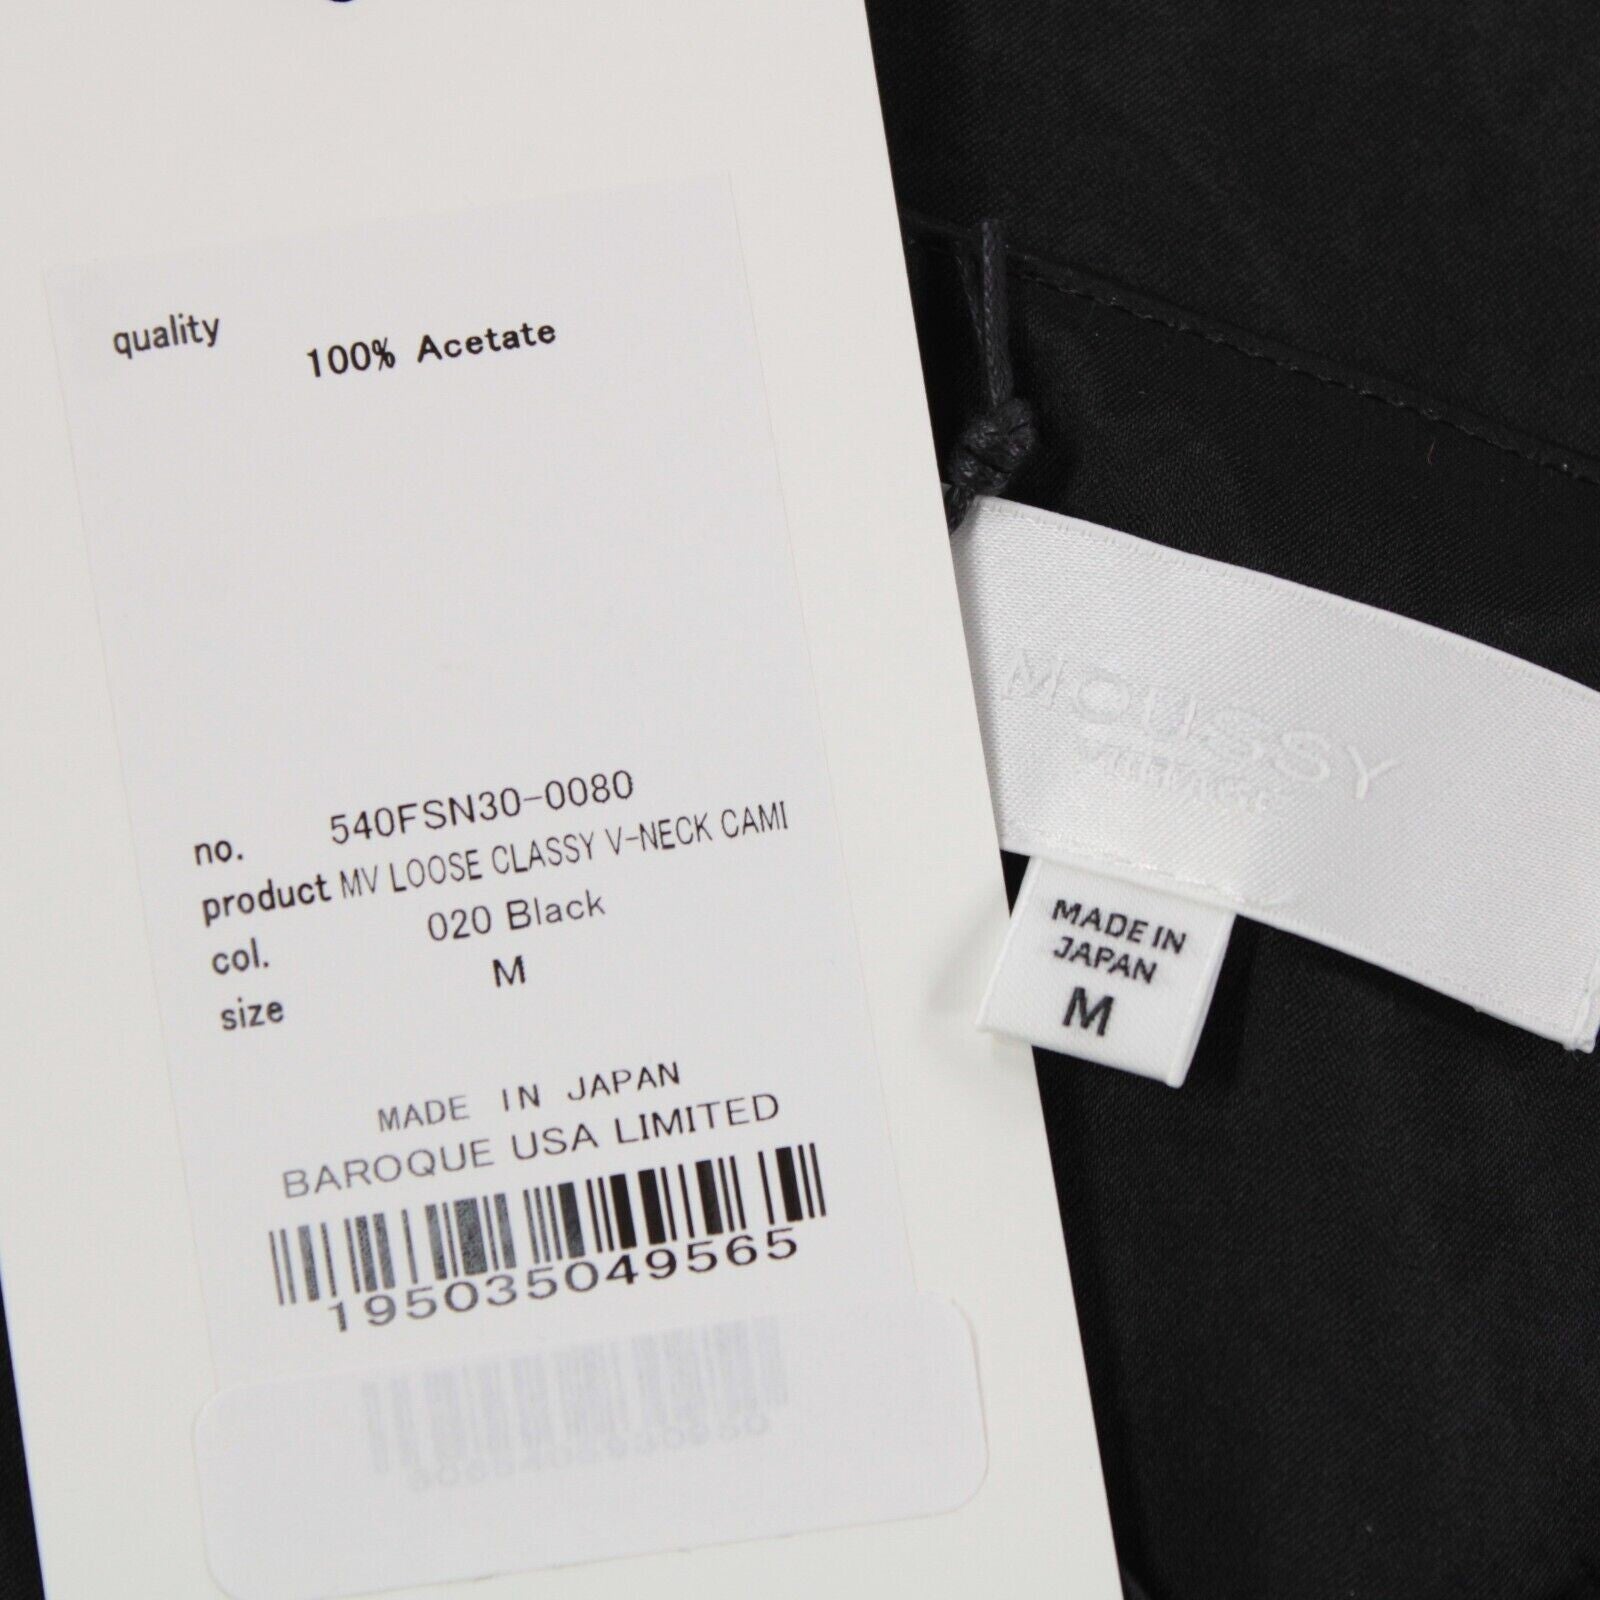 quality 100% Acetate
no. 540FSN30-0080
product MV LOOSE CLASSY V-NECK CAMI
col. 020 Black
size M
MADE IN JAPAN
BAROQUE USA LIMITED
195035049565
MOUSSY
VINTAGE
MADE IN
JAPAN
M